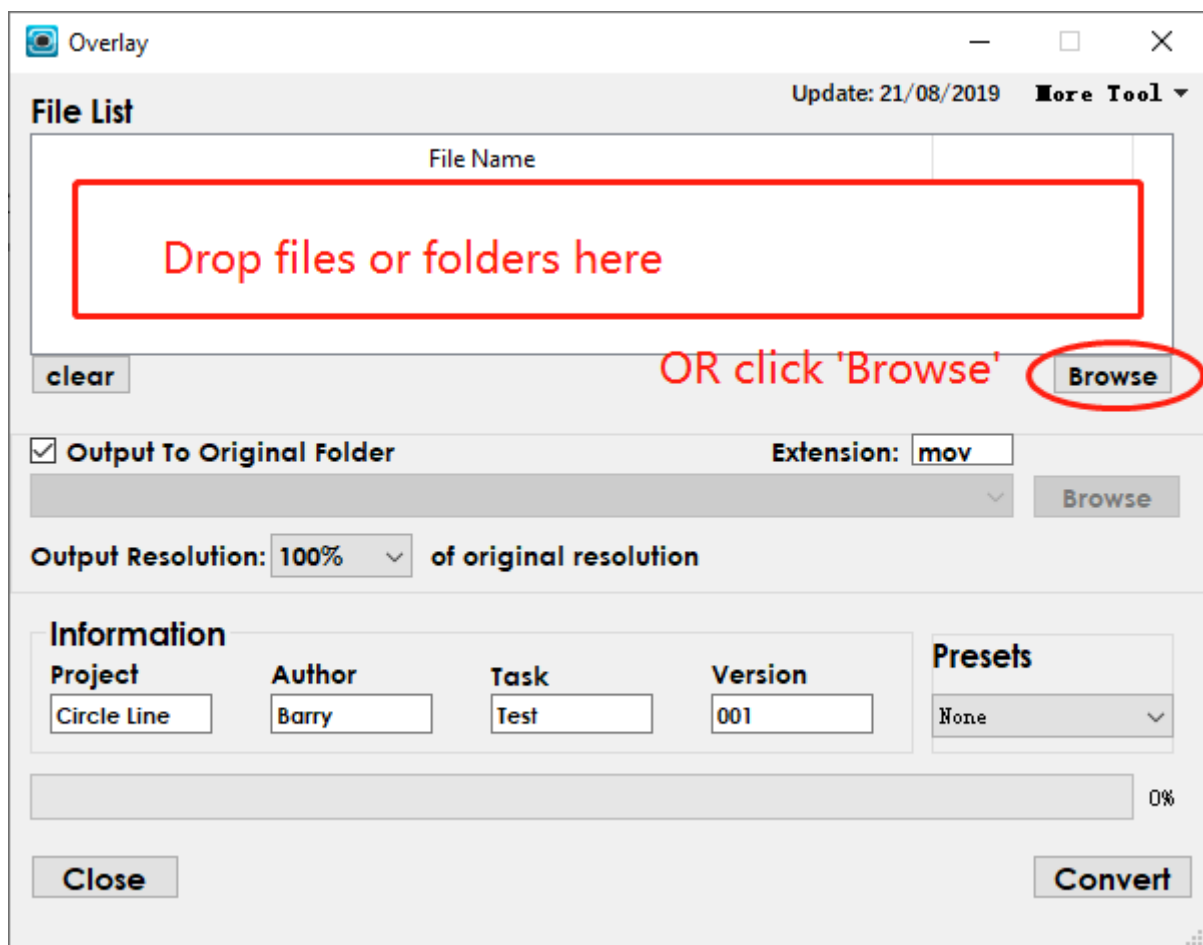 Overlay
Update: 21/08/2019 More Tool
File List
File Name
Drop files or folders here
OR click 'Browse'
clear
Browse
Output To Original Folder Extension: mov
Browse
Output Resolution: 100% of original resolution
Information
Presets
Project Author Task Version
Circle Line Barry Test 001
None
0%
Close Convert